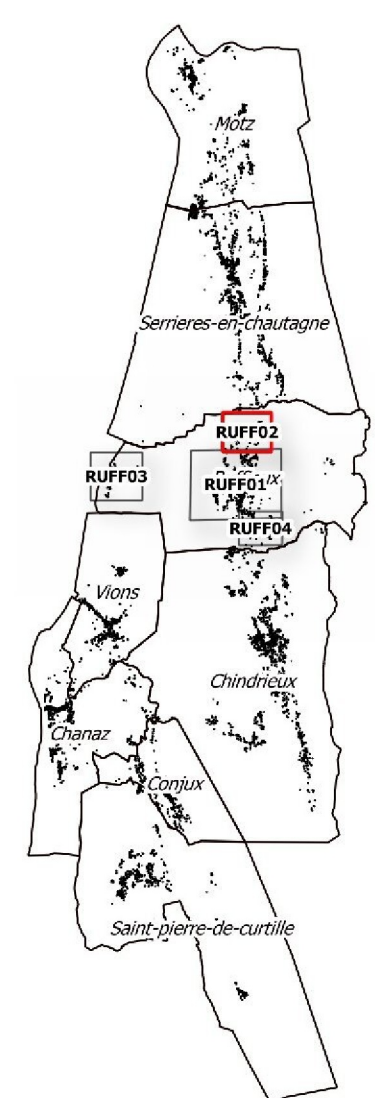 Motz
Serrieres-en-chautagne
RUFF02
RUFF03
RUFF01
RUFF04
Vions
Chindrieux
Chanaz
Conjux
Saint-pierre-de-curtille